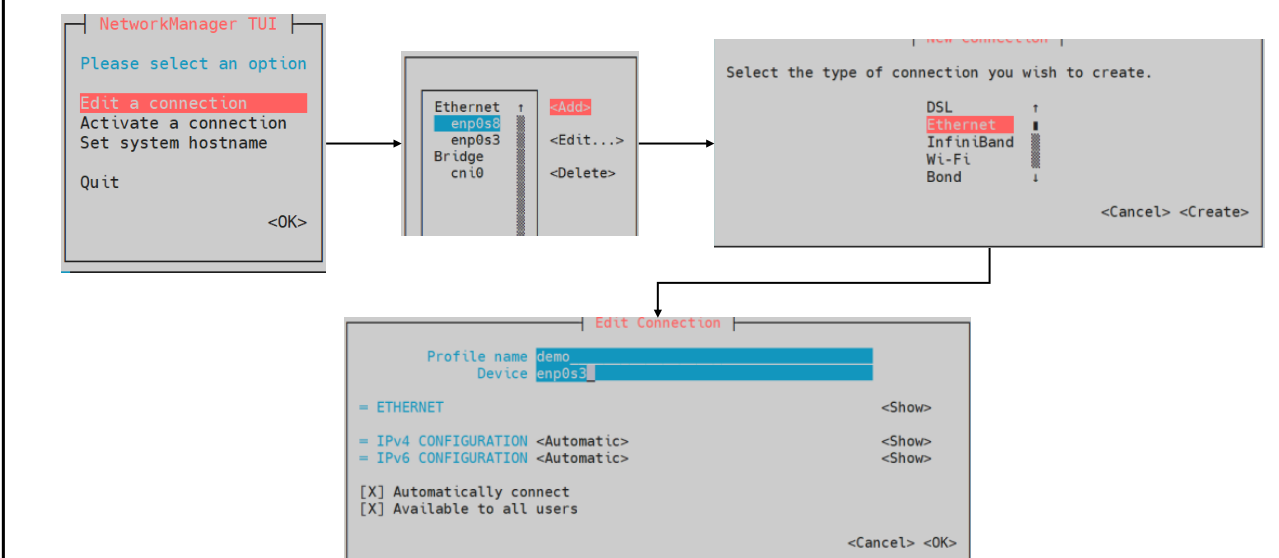 NetworkManager TUI
Please select an option
Edit a connection
Activate a connection
Set system hostname
Quit
<OK>
Ethernet ↑ <Add>
enp0s8
enp0s3 <Edit...>
Bridge
cni0 <Delete>
New Connection
Select the type of connection you wish to create.
DSL ↑
Ethernet
InfiniBand
Wi-Fi
Bond ↓
<Cancel> <Create>
Edit Connection
Profile name demo
Device enp0s3_
= ETHERNET <Show>
= IPv4 CONFIGURATION <Automatic> <Show>
= IPv6 CONFIGURATION <Automatic> <Show>
[X] Automatically connect
[X] Available to all users
<Cancel> <OK>